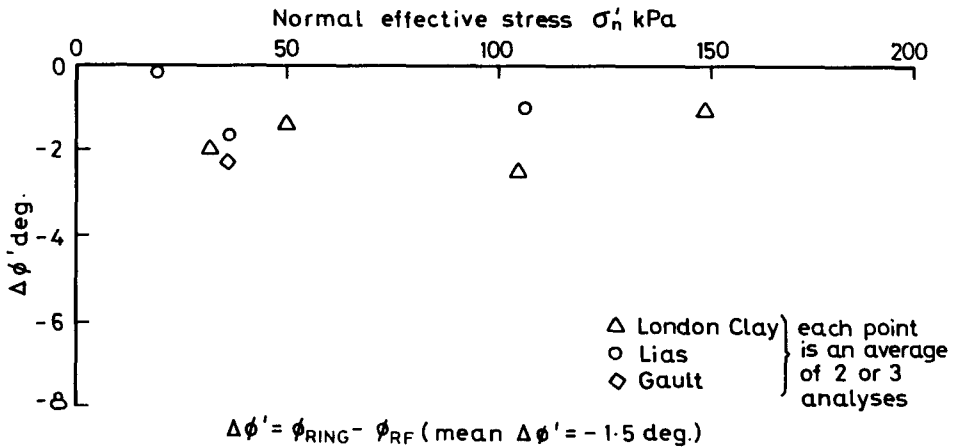 Normal effective stress σ'n kPa
0 50 100 150 200
0
-2
-4
-6
-8
Δϕ' deg.
△ London Clay
○ Lias
◇ Gault
each point
is an average
of 2 or 3
analyses
Δϕ' = ϕRING - ϕRF (mean Δϕ' = -1·5 deg.)